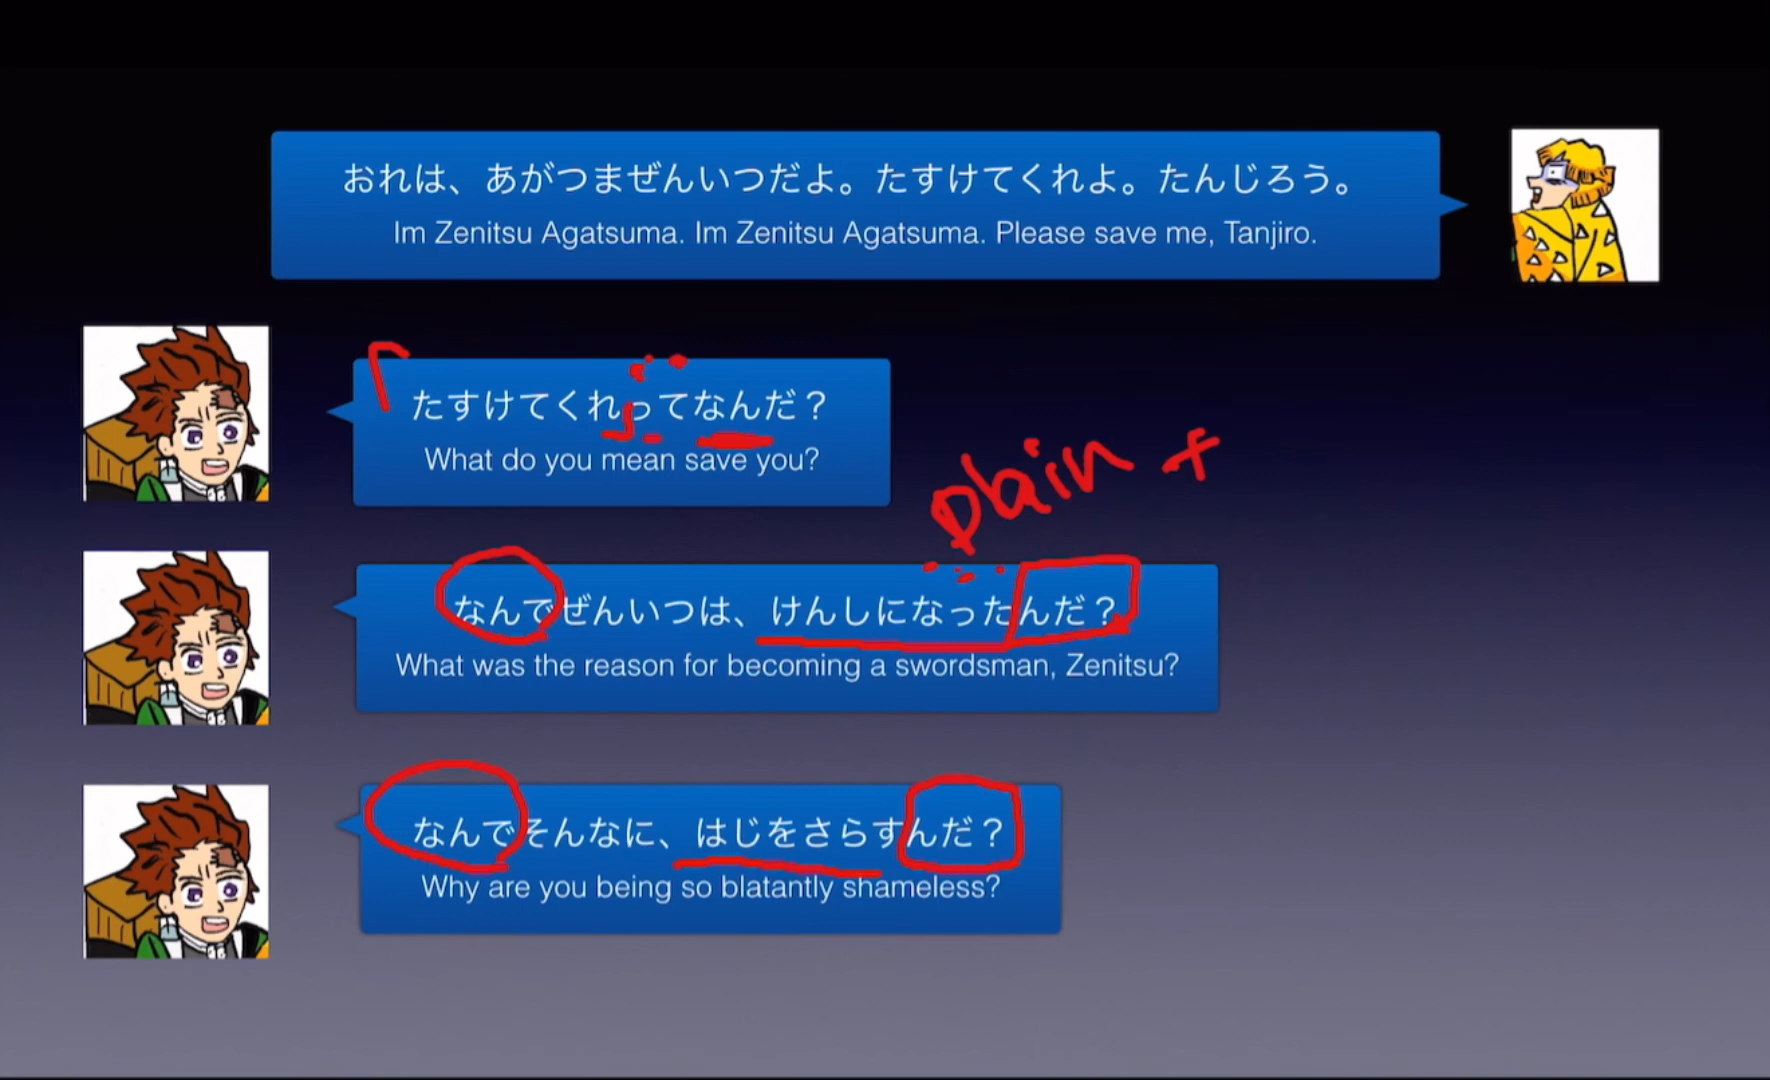 おれは、あがつまぜんいつだよ。たすけてくれよ。たんじろう。
Im Zenitsu Agatsuma. Im Zenitsu Agatsuma. Please save me, Tanjiro.
たすけてくれってなんだ？
What do you mean save you?
plain +
なんでぜんいつは、けんしになったんだ？
What was the reason for becoming a swordsman, Zenitsu?
なんでそんなに、はじをさらすんだ？
Why are you being so blatantly shameless?